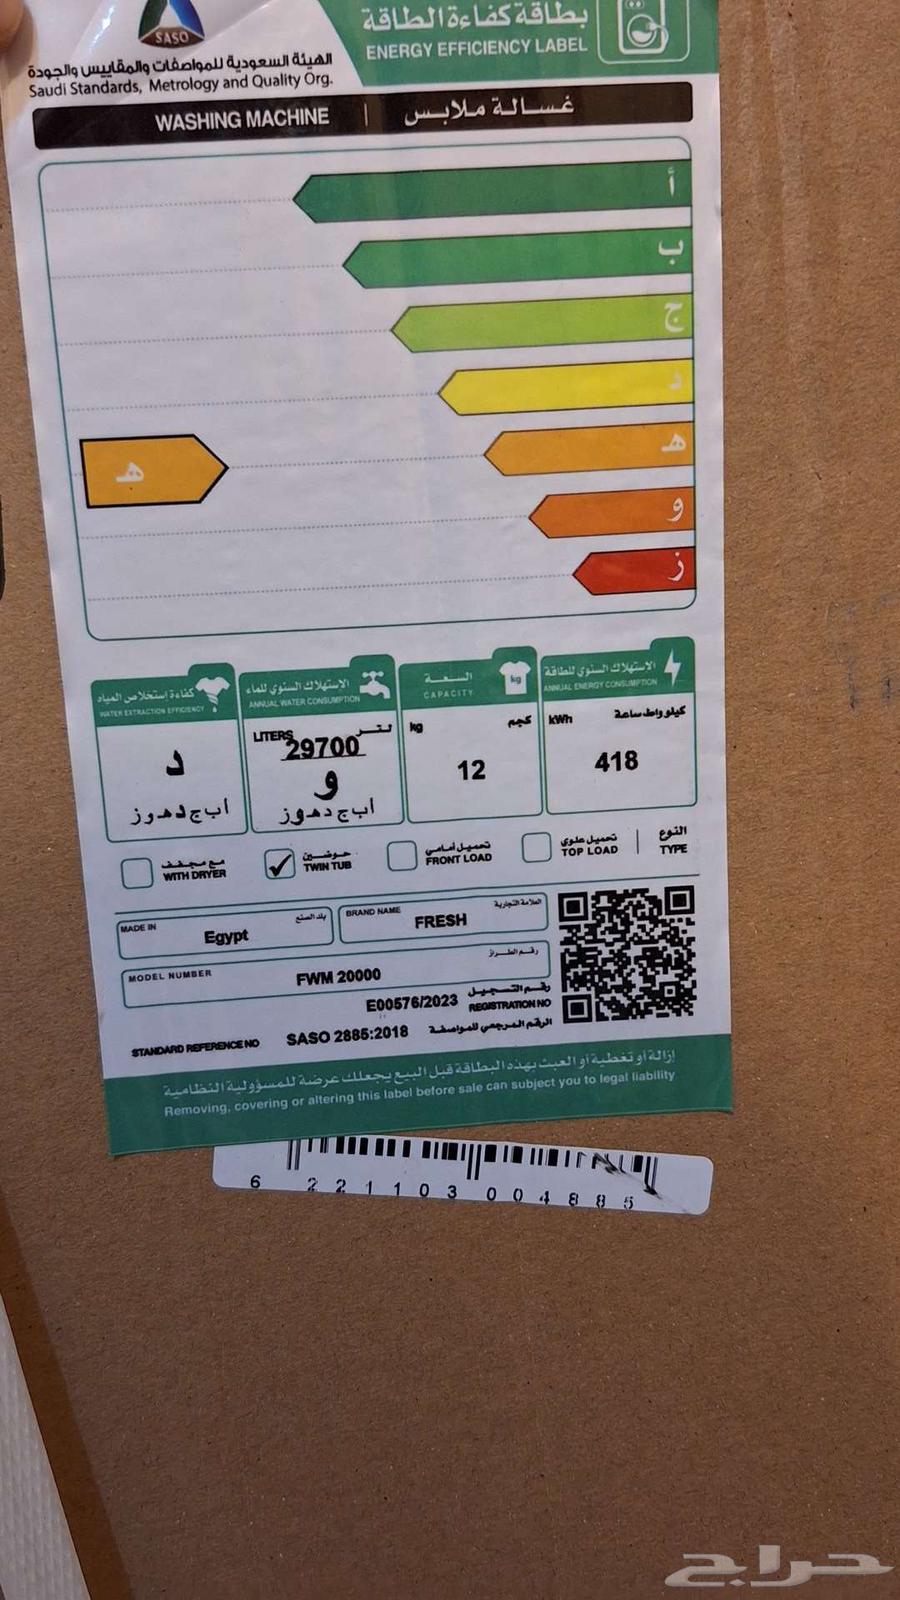 بطاقة كفاءة الطاقة
ENERGY EFFICIENCY LABEL
SASO
الهيئة السعودية للمواصفات والمقاييس والجودة
Saudi Standards, Metrology and Quality Org.
WASHING MACHINE | غسالة ملابس
أ
ب
ج
د
هـ
هـ
و
ز
الاستهلاك السنوي للطاقة
ANNUAL ENERGY CONSUMPTION
كيلو واط ساعة
kWh
418
السعة
CAPACITY
kg
كجم
kg
12
الاستهلاك السنوي للماء
ANNUAL WATER CONSUMPTION
لتر
LITERS
29700
و
أ ب ج د هـ و ز
كفاءة استخلاص المياه
WATER EXTRACTION EFFICIENCY
د
أ ب ج د هـ و ز
النوع
TYPE
تحميل علوي
TOP LOAD
تحميل أمامي
FRONT LOAD
حوضين
TWIN TUB
مع مجفف
WITH DRYER
العلامة التجارية
BRAND NAME
FRESH
بلد الصنع
MADE IN
Egypt
رقم الطراز
MODEL NUMBER
FWM 20000
رقم التسجيل
REGISTRATION NO
E00576/2023
الرقم المرجعي للمواصفة
STANDARD REFERENCE NO
SASO 2885:2018
إزالة أو تغطية أو العبث بهذه البطاقة قبل البيع يجعلك عرضة للمسؤولية النظامية
Removing, covering or altering this label before sale can subject you to legal liability
6 221103 004885
حراج